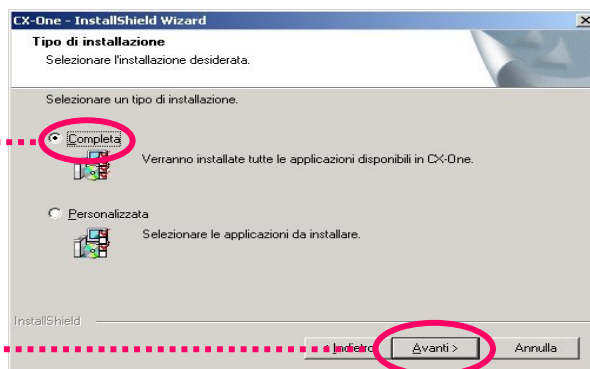 CX-One - InstallShield Wizard
Tipo di installazione
Selezionare l'installazione desiderata.
Selezionare un tipo di installazione.
Completa
Verranno installate tutte le applicazioni disponibili in CX-One.
Personalizzata
Selezionare le applicazioni da installare.
InstallShield
< Indietro Avanti > Annulla